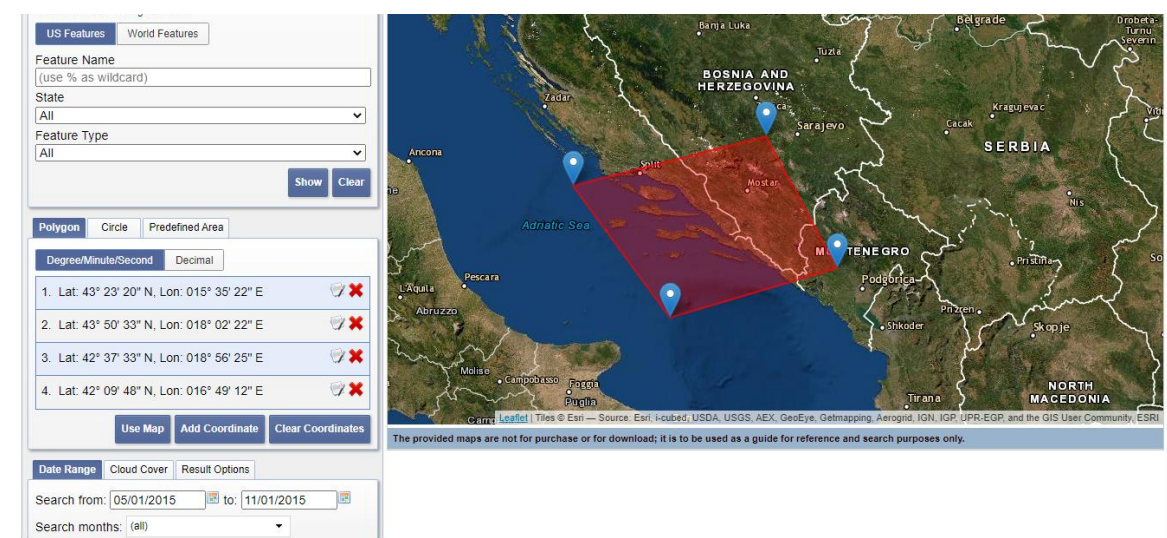 US Features World Features
Feature Name
(use % as wildcard)
State
All
Feature Type
All
Show Clear
Polygon Circle Predefined Area
Degree/Minute/Second Decimal
1. Lat: 43° 23' 20" N, Lon: 015° 35' 22" E
2. Lat: 43° 50' 33" N, Lon: 018° 02' 22" E
3. Lat: 42° 37' 33" N, Lon: 018° 56' 25" E
4. Lat: 42° 09' 48" N, Lon: 016° 49' 12" E
Use Map Add Coordinate Clear Coordinates
Date Range Cloud Cover Result Options
Search from: 05/01/2015 to: 11/01/2015
Search months: (all)
Banja Luka
Belgrade
Drobeta-
Turnu
Severin
Tuzla
BOSNIA AND
HERZEGOVINA
Zadar
Kragujevac
Sarajevo
Cacak
SERBIA
Ancona
Split
Mostar
Nis
Adriatic Sea
TENEGRO
Pristina
So
Podgorica
Pescara
L'Aquila
Abruzzo
Prizren
Shkoder
Skopje
Molise
Campobasso
Foggia
Puglia
Tirana
NORTH
MACEDONIA
Leaflet | Tiles © Esri — Source: Esri, i-cubed, USDA, USGS, AEX, GeoEye, Getmapping, Aerogrid, IGN, IGP, UPR-EGP, and the GIS User Community, ESRI
The provided maps are not for purchase or for download; it is to be used as a guide for reference and search purposes only.